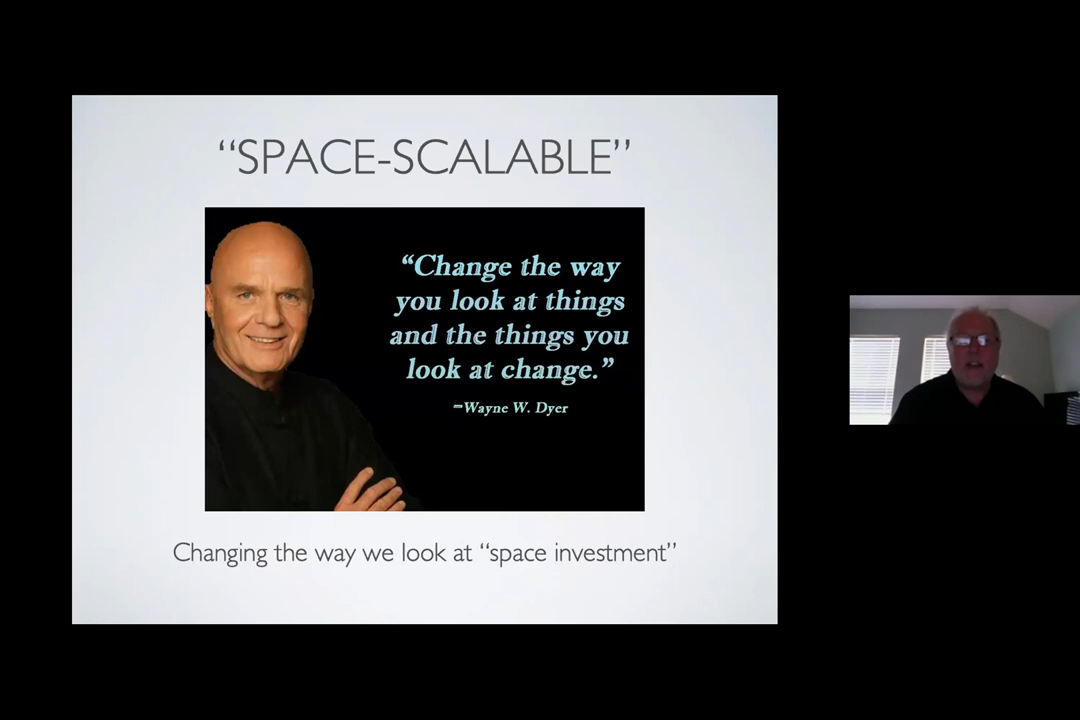 “SPACE-SCALABLE”
“Change the way
you look at things
and the things you
look at change.”
–Wayne W. Dyer
Changing the way we look at “space investment”